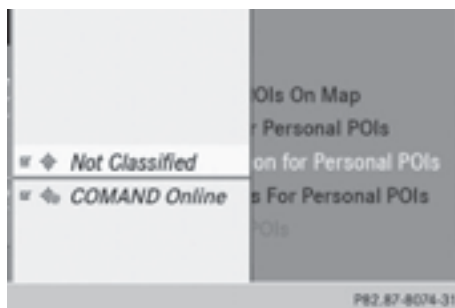 OIs On Map
r Personal POIs
Not Classified
on for Personal POIs
COMAND Online
s For Personal POIs
POIs
P82.87-8074-31